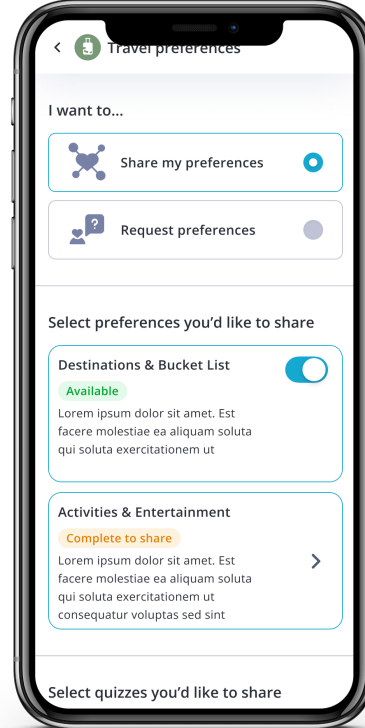 Travel preferences
I want to...
Share my preferences
?
Request preferences
Select preferences you'd like to share
Destinations & Bucket List
Available
Lorem ipsum dolor sit amet. Est
facere molestiae ea aliquam soluta
qui soluta exercitationem ut
Activities & Entertainment
Complete to share
Lorem ipsum dolor sit amet. Est
facere molestiae ea aliquam soluta
qui soluta exercitationem ut
consequatur voluptas sed sint
Select quizzes you'd like to share